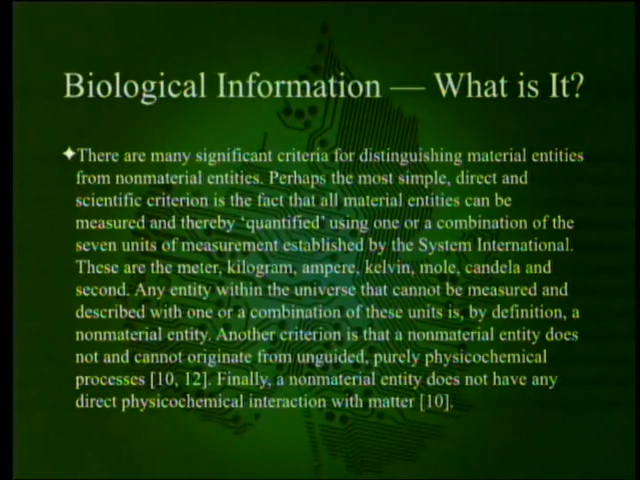 Biological Information — What is It?
✦There are many significant criteria for distinguishing material entities
from nonmaterial entities. Perhaps the most simple, direct and
scientific criterion is the fact that all material entities can be
measured and thereby ‘quantified’ using one or a combination of the
seven units of measurement established by the System International.
These are the meter, kilogram, ampere, kelvin, mole, candela and
second. Any entity within the universe that cannot be measured and
described with one or a combination of these units is, by definition, a
nonmaterial entity. Another criterion is that a nonmaterial entity does
not and cannot originate from unguided, purely physicochemical
processes [10, 12]. Finally, a nonmaterial entity does not have any
direct physicochemical interaction with matter [10].